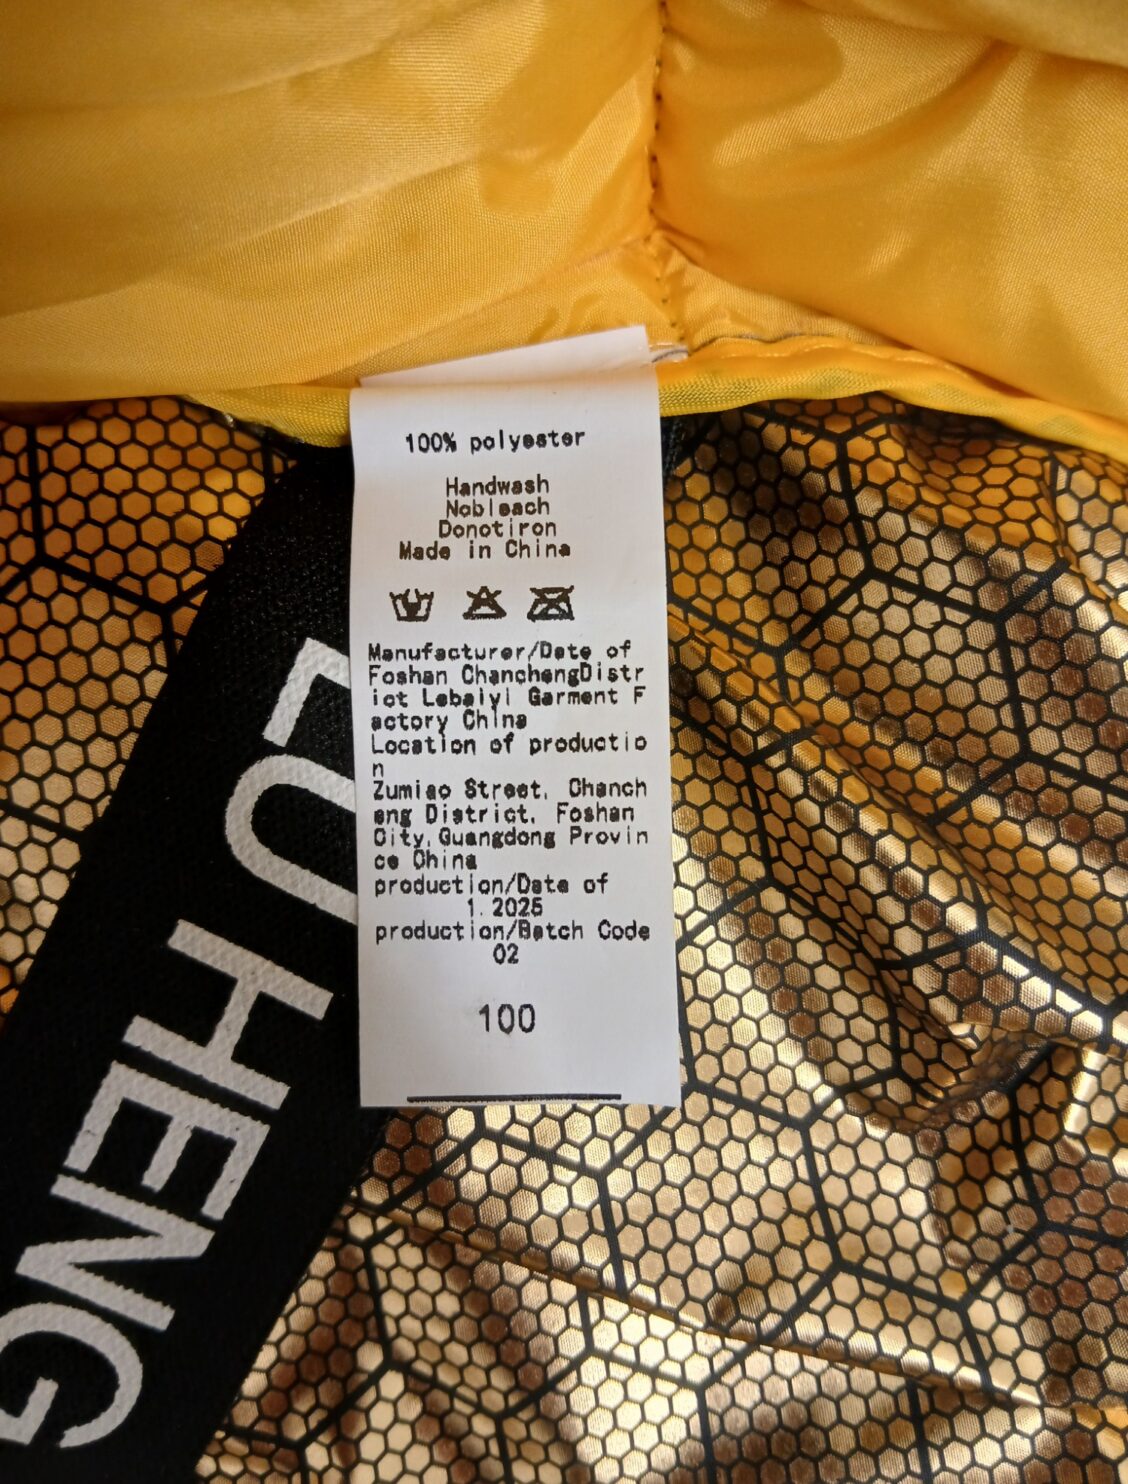 100% polyester
Handwash
Nobleach
Donotiron
Made in China
Manufacturer/Date of
Foshan ChanchengDistr
ict Lebaiyi Garment F
actory China
Location of productio
n
Zumiao Street, Chanch
eng District, Foshan
City,Guangdong Provin
ce China
production/Date of
1.2025
production/Batch Code
02
100
LU HENG